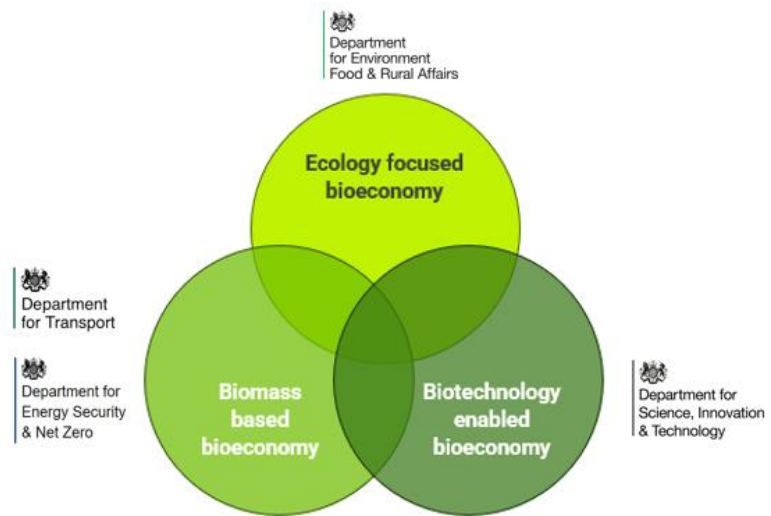 Department
for Environment
Food & Rural Affairs
Ecology focused
bioeconomy
Department
for Transport
Department for
Energy Security
& Net Zero
Biomass
based
bioeconomy
Biotechnology
enabled
bioeconomy
Department for
Science, Innovation
& Technology